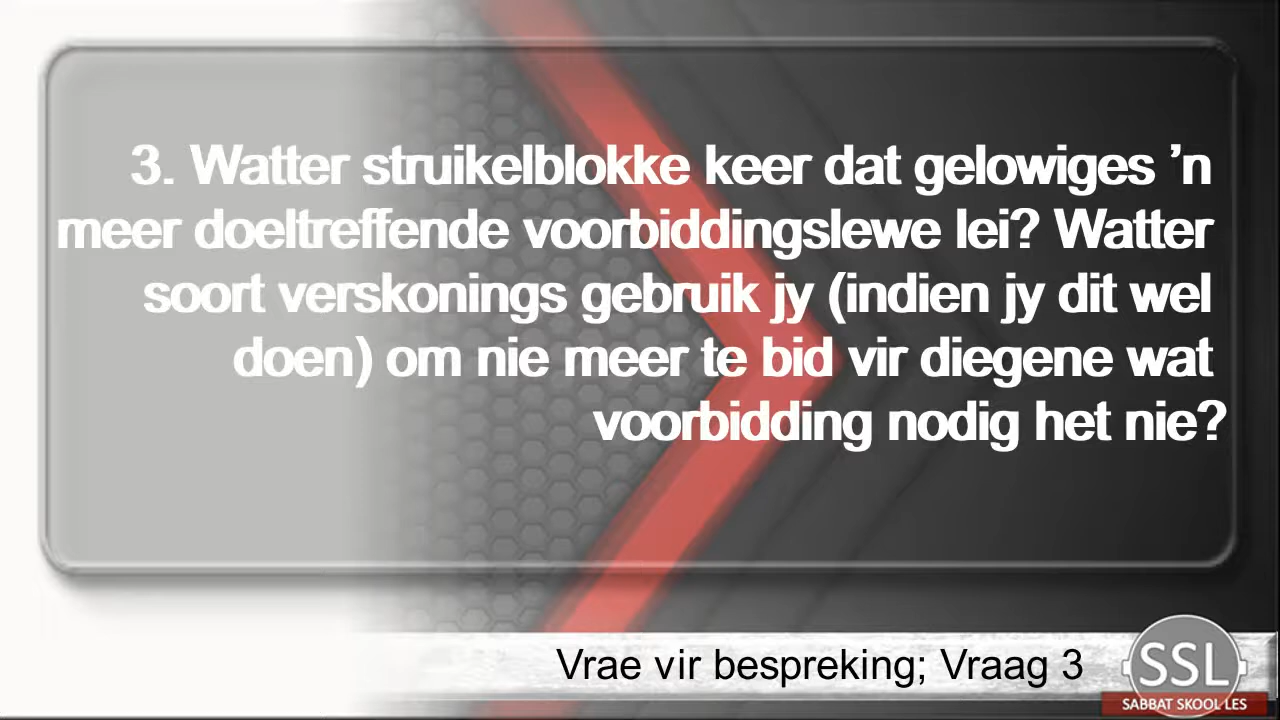 3. Watter struikelblokke keer dat gelowiges ’n
meer doeltreffende voorbiddingslewe lei? Watter
soort verskonings gebruik jy (indien jy dit wel
doen) om nie meer te bid vir diegene wat
voorbidding nodig het nie?
Vrae vir bespreking; Vraag 3
SSL
SABBAT SKOOL LES